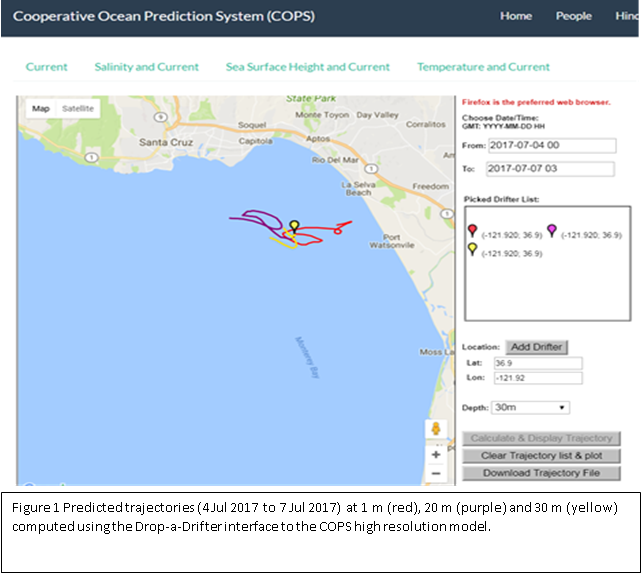 Cooperative Ocean Prediction System (COPS)
Home People Hind
Current Salinity and Current Sea Surface Height and Current Temperature and Current
Map Satellite
State Park
Monte Toyon Day Valley
Soquel
Corralitos
Santa Cruz
Capitola
Aptos
1
Rio Del Mar
Am
1
La Selva
Beach
Freedom
1
Port
Watsonville
Monterey Bay
Moss La
Firefox is the preferred web browser.
Choose Date/Time:
GMT: YYYY-MM-DD HH
From: 2017-07-04 00
To: 2017-07-07 03
Picked Drifter List:
(-121.920; 36.9) (-121.920; 36.9)
(-121.920; 36.9)
Location: Add Drifter
Lat: 36.9
Lon: -121.92
Depth: 30m
Calculate & Display Trajectory
Clear Trajectory list & plot
Download Trajectory File
+
−
Figure 1 Predicted trajectories (4 Jul 2017 to 7 Jul 2017) at 1 m (red), 20 m (purple) and 30 m (yellow)
computed using the Drop-a-Drifter interface to the COPS high resolution model.